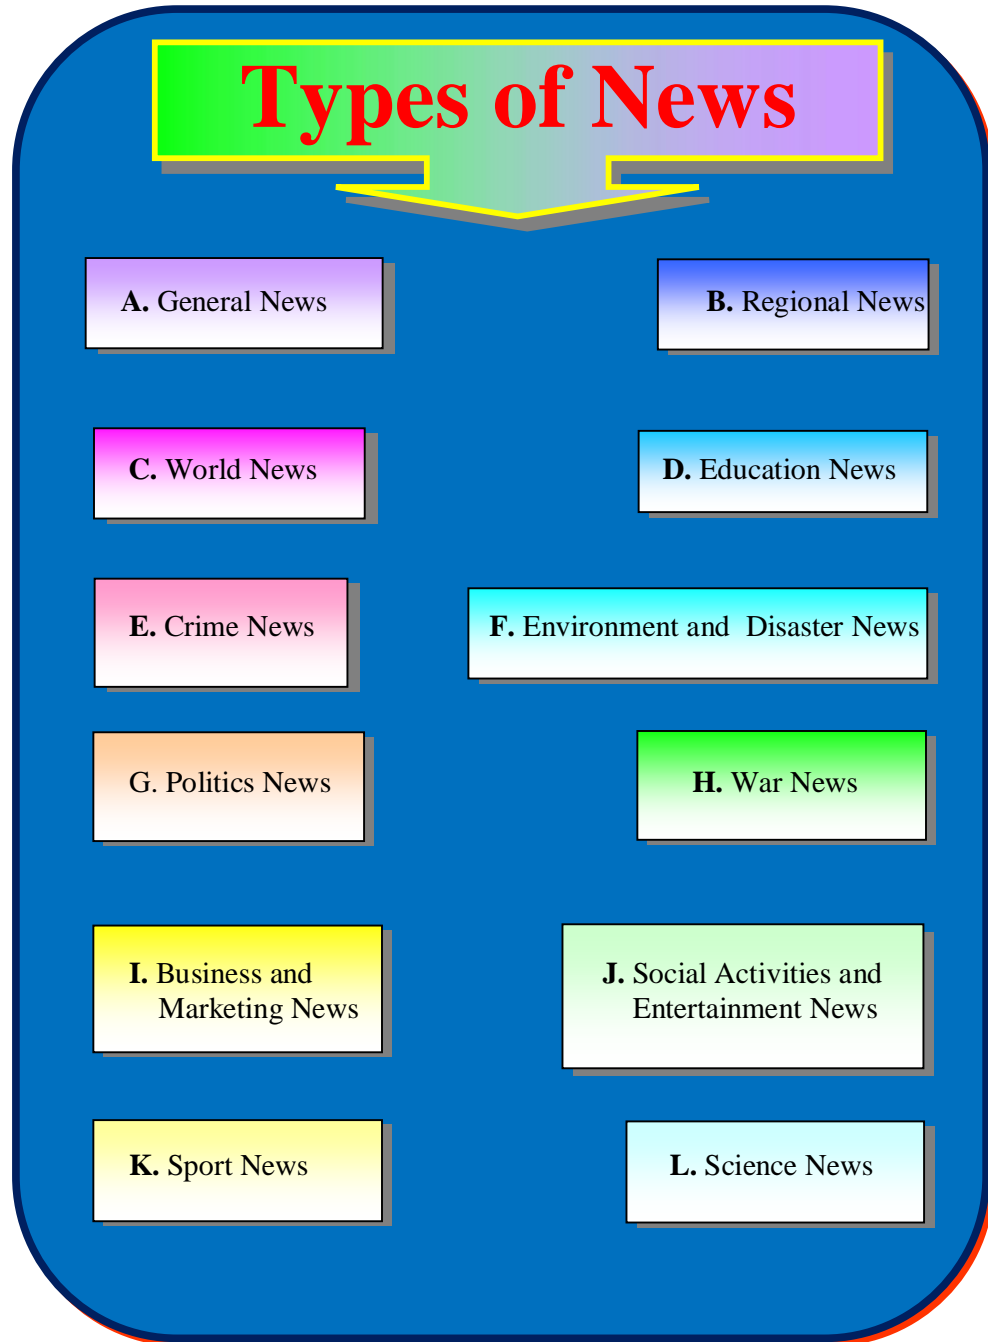 Types of News
A. General News
B. Regional News
C. World News
D. Education News
E. Crime News
F. Environment and Disaster News
G. Politics News
H. War News
I. Business and
Marketing News
J. Social Activities and
Entertainment News
K. Sport News
L. Science News